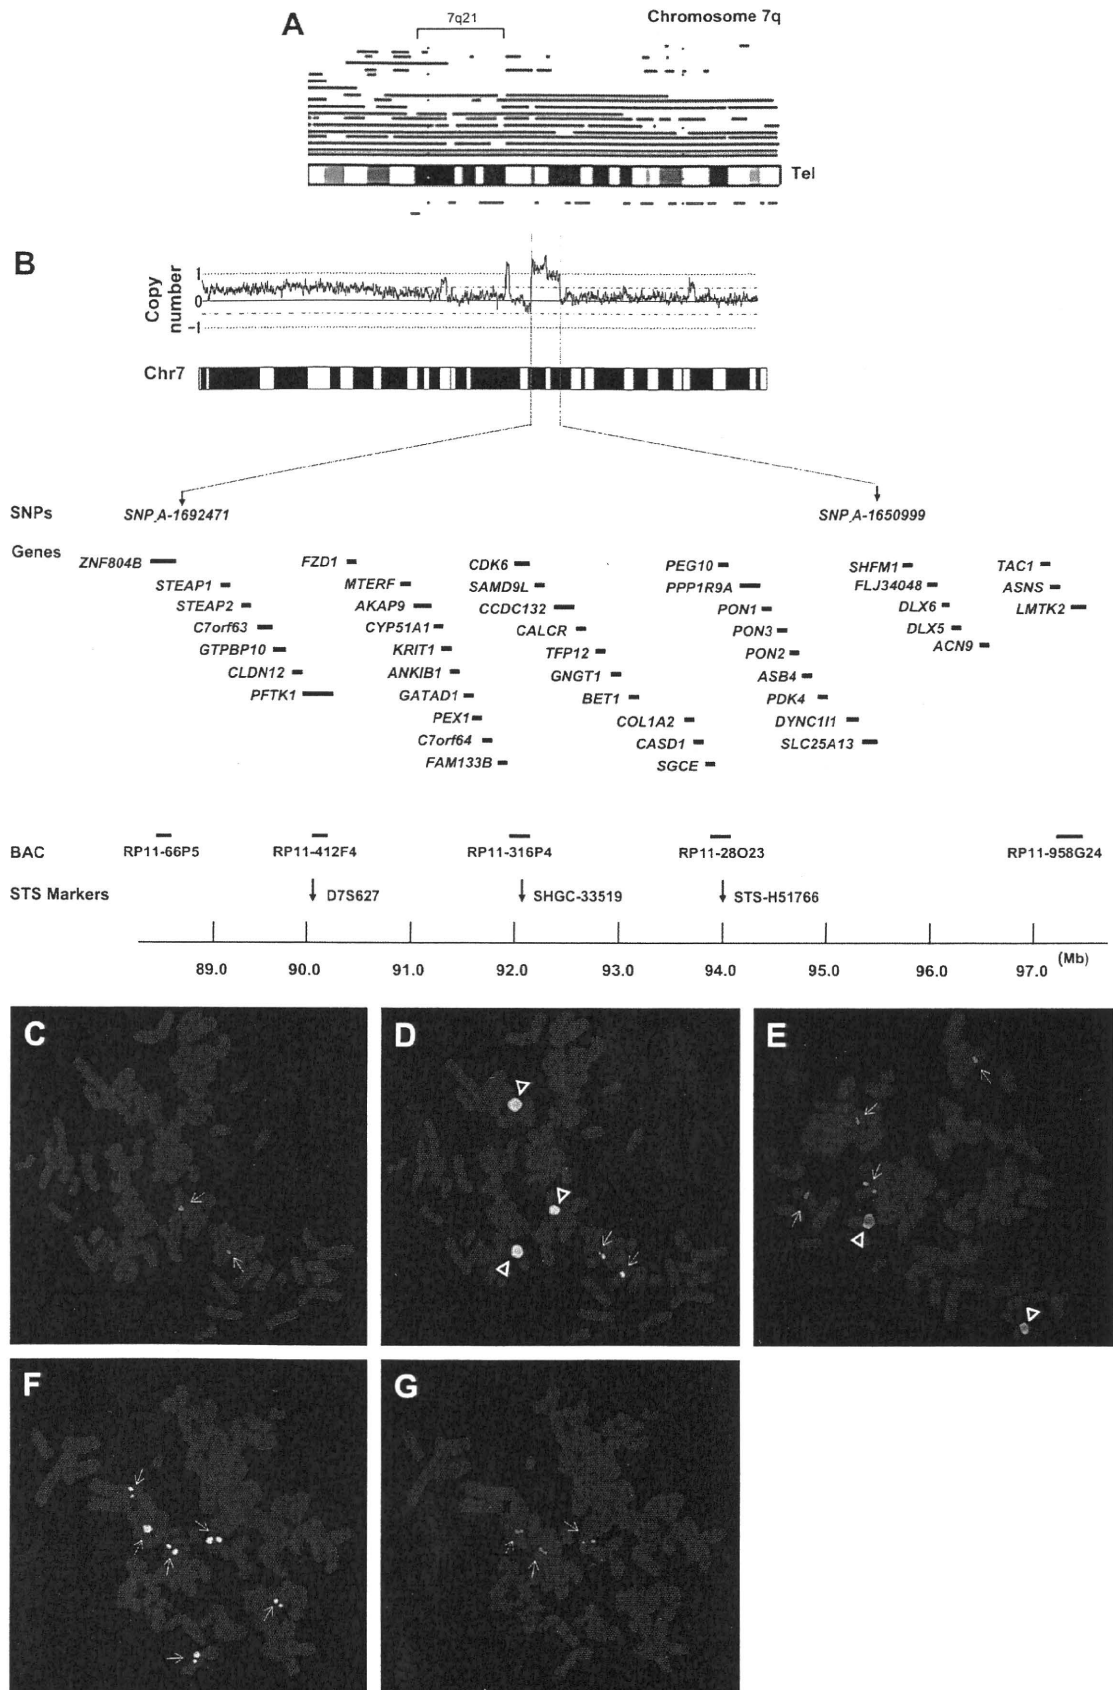 A
7q21
Chromosome 7q
Tel
B
Copy number
1
0
-1
Chr7
SNPs
SNP_A-1692471
SNP_A-1650999
Genes
ZNF804B
FZD1
CDK6
PEG10
SHFM1
TAC1
STEAP1
MTERF
SAMD9L
PPP1R9A
FLJ34048
ASNS
STEAP2
AKAP9
CCDC132
PON1
DLX6
LMTK2
C7orf63
CYP51A1
CALCR
PON3
DLX5
GTPBP10
KRIT1
TFP12
PON2
ACN9
CLDN12
ANKIB1
GNGT1
ASB4
PFTK1
GATAD1
BET1
PDK4
PEX1
COL1A2
DYNC1I1
C7orf64
CASD1
SLC25A13
FAM133B
SGCE
BAC
RP11-66P5
RP11-412F4
RP11-316P4
RP11-28O23
RP11-958G24
STS Markers
D7S627
SHGC-33519
STS-H51766
89.0 90.0 91.0 92.0 93.0 94.0 95.0 96.0 97.0 (Mb)
C
D
E
F
G